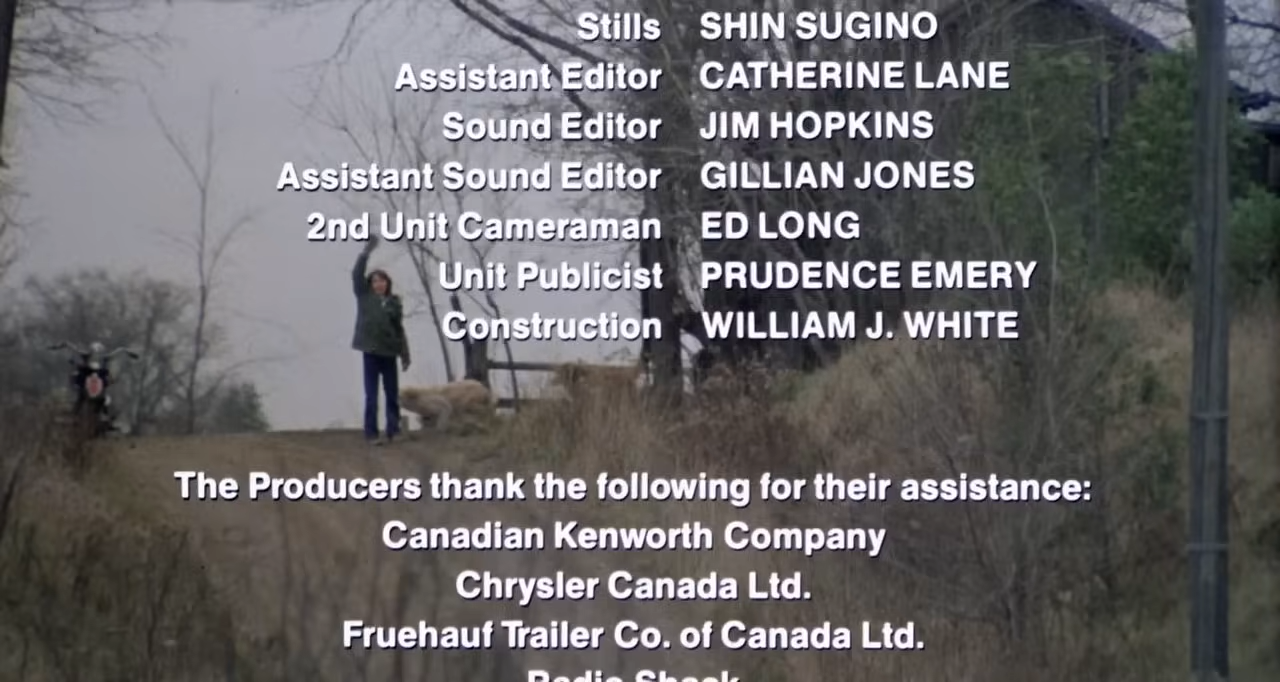 Stills SHIN SUGINO
Assistant Editor CATHERINE LANE
Sound Editor JIM HOPKINS
Assistant Sound Editor GILLIAN JONES
2nd Unit Cameraman ED LONG
Unit Publicist PRUDENCE EMERY
Construction WILLIAM J. WHITE
The Producers thank the following for their assistance:
Canadian Kenworth Company
Chrysler Canada Ltd.
Fruehauf Trailer Co. of Canada Ltd.
Radio Shack